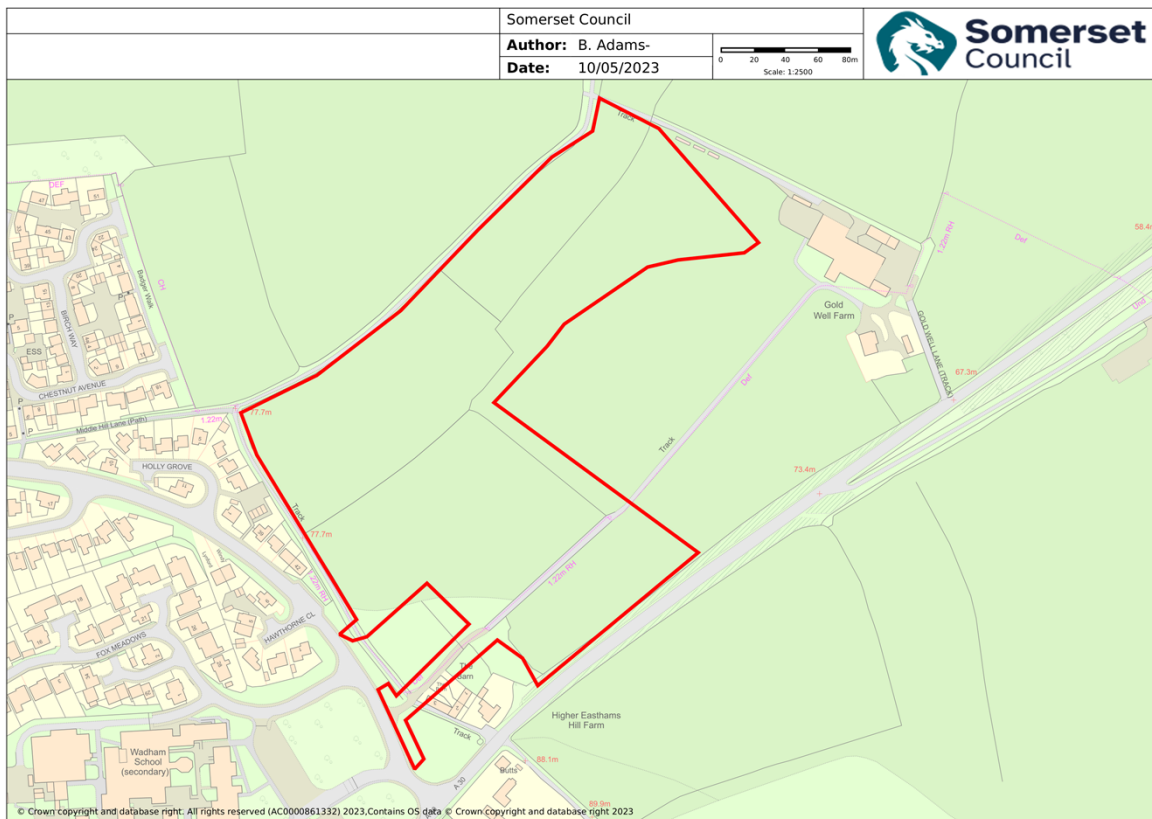 Somerset Council
Author: B. Adams-
Date: 10/05/2023
0 20 40 60 80m
Scale: 1:2500
Somerset
Council
Track
DEF
Badger Walk
CH
BIRCH WAY
P
ESS
CHESTNUT AVENUE
P
Middle Hill Lane (Path)
1.22m
77.7m
HOLLY GROVE
Track
77.7m
1.22m RH
HAWTHORNE CL
FOX MEADOWS
Wadham
School
(secondary)
1.22m RH
Def
58.4m
Und
Gold
Well Farm
GOLD WELL LANE (TRACK)
67.3m
Def
Track
73.4m
1.22m RH
The
Barn
Track
Higher Easthams
Hill Farm
A 30
Butts
88.1m
89.9m
© Crown copyright and database right. All rights reserved (AC0000861332) 2023,Contains OS data © Crown copyright and database right 2023